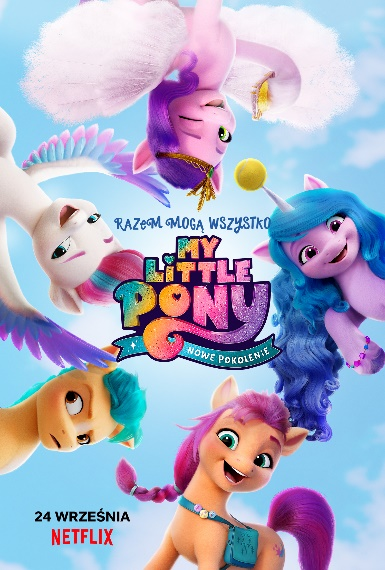 RAZEM MOGĄ WSZYSTKO
MY
LITTLE
PONY
NOWE POKOLENIE
24 WRZEŚNIA
NETFLIX